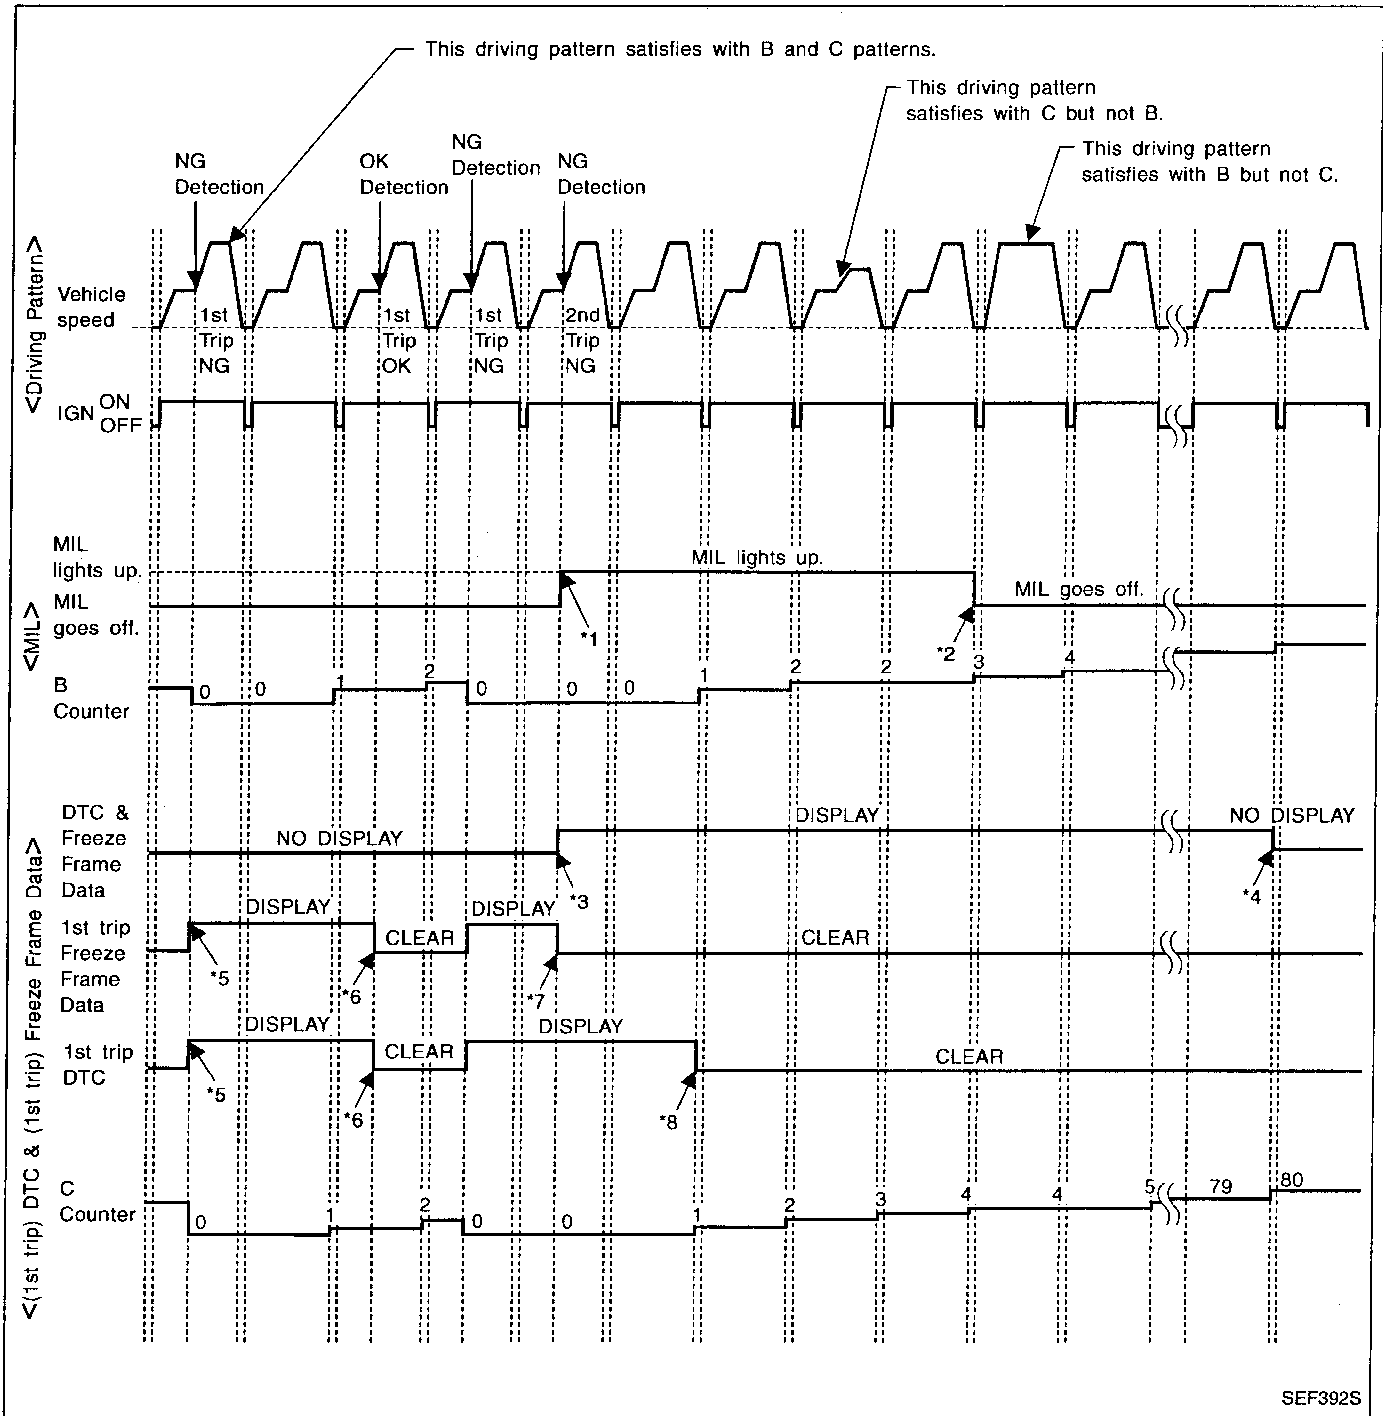 This driving pattern satisfies with B and C patterns.
This driving pattern
satisfies with C but not B.
This driving pattern
satisfies with B but not C.
NG
Detection
OK
Detection
NG
Detection
NG
Detection
<Driving Pattern>
Vehicle
speed
1st
Trip
NG
1st
Trip
OK
1st
Trip
NG
2nd
Trip
NG
IGN ON
OFF
<MIL>
MIL
lights up.
MIL lights up.
MIL
goes off.
MIL goes off.
*1
*2
B
Counter
0 0 1 2 0 0 0 1 2 2 3 4
<(1st trip) DTC & (1st trip) Freeze Frame Data>
DTC &
Freeze
Frame
Data
NO DISPLAY
DISPLAY
NO DISPLAY
*3
*4
1st trip
Freeze
Frame
Data
DISPLAY
CLEAR
DISPLAY
CLEAR
*5
*6
*7
1st trip
DTC
DISPLAY
CLEAR
DISPLAY
CLEAR
*5
*6
*8
C
Counter
0 1 2 0 0 1 2 3 4 4 5 79 80
SEF392S